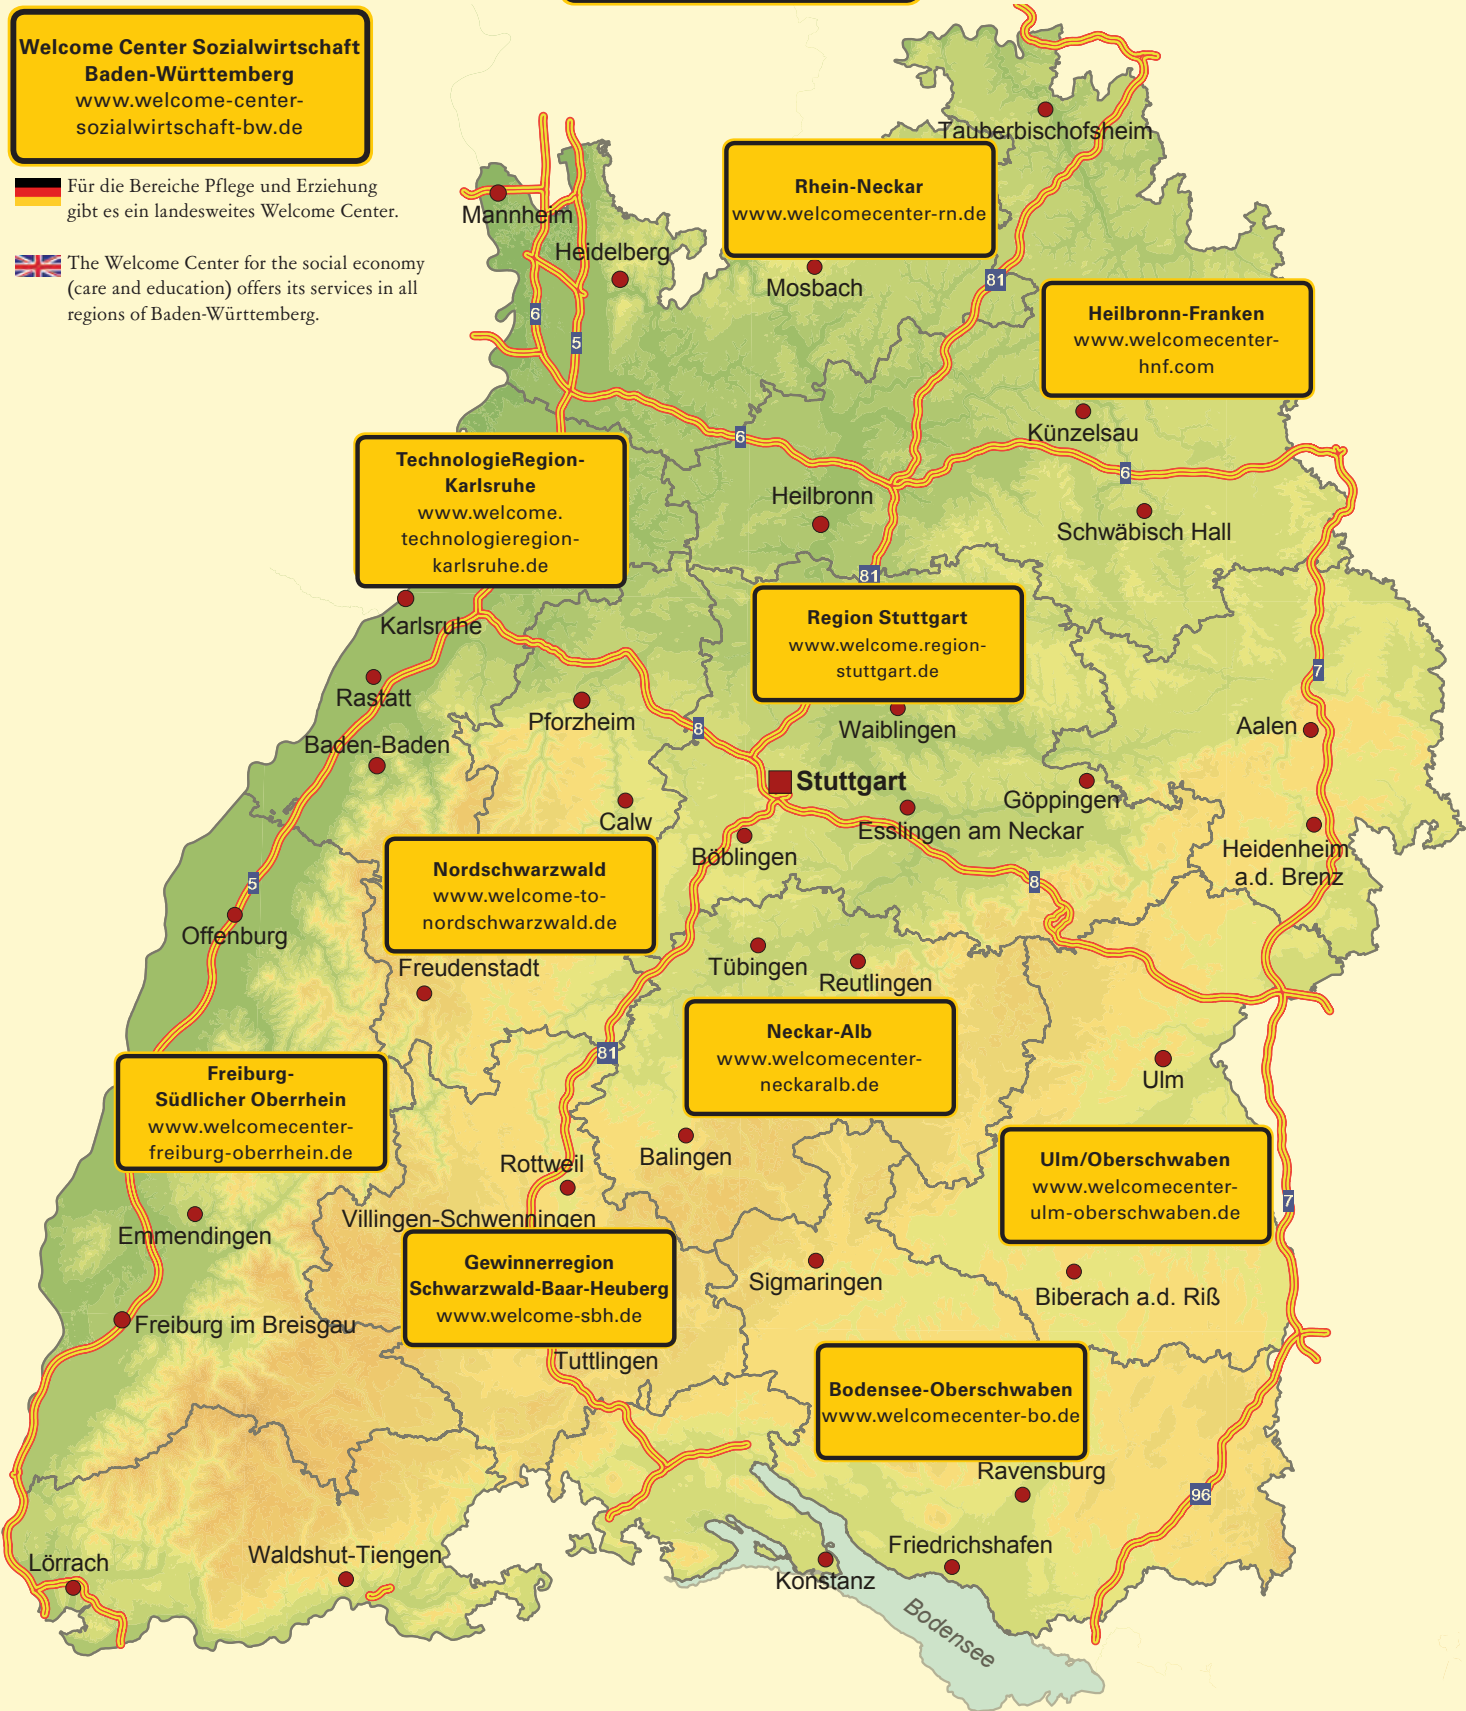 Welcome Center Sozialwirtschaft
Baden-Württemberg
www.welcome-center-
sozialwirtschaft-bw.de
Für die Bereiche Pflege und Erziehung
gibt es ein landesweites Welcome Center.
The Welcome Center for the social economy
(care and education) offers its services in all
regions of Baden-Württemberg.
Tauberbischofsheim
Rhein-Neckar
www.welcomecenter-rn.de
Mannheim
Heidelberg
Mosbach
81
6
5
Heilbronn-Franken
www.welcomecenter-
hnf.com
Künzelsau
6
6
TechnologieRegion-
Karlsruhe
www.welcome.
technologieregion-
karlsruhe.de
Heilbronn
Schwäbisch Hall
81
Karlsruhe
Region Stuttgart
www.welcome.region-
stuttgart.de
7
Rastatt
Pforzheim
8
Waiblingen
Aalen
Baden-Baden
Stuttgart
Göppingen
Calw
Esslingen am Neckar
Böblingen
Heidenheim
a.d. Brenz
Nordschwarzwald
www.welcome-to-
nordschwarzwald.de
5
8
Offenburg
Freudenstadt
Tübingen
Reutlingen
Neckar-Alb
www.welcomecenter-
neckaralb.de
81
Ulm
Freiburg-
Südlicher Oberrhein
www.welcomecenter-
freiburg-oberrhein.de
Balingen
Rottweil
Ulm/Oberschwaben
www.welcomecenter-
ulm-oberschwaben.de
7
Villingen-Schwenningen
Emmendingen
Gewinnerregion
Schwarzwald-Baar-Heuberg
www.welcome-sbh.de
Sigmaringen
Biberach a.d. Riß
Freiburg im Breisgau
Tuttlingen
Bodensee-Oberschwaben
www.welcomecenter-bo.de
Ravensburg
96
Friedrichshafen
Lörrach
Waldshut-Tiengen
Konstanz
Bodensee